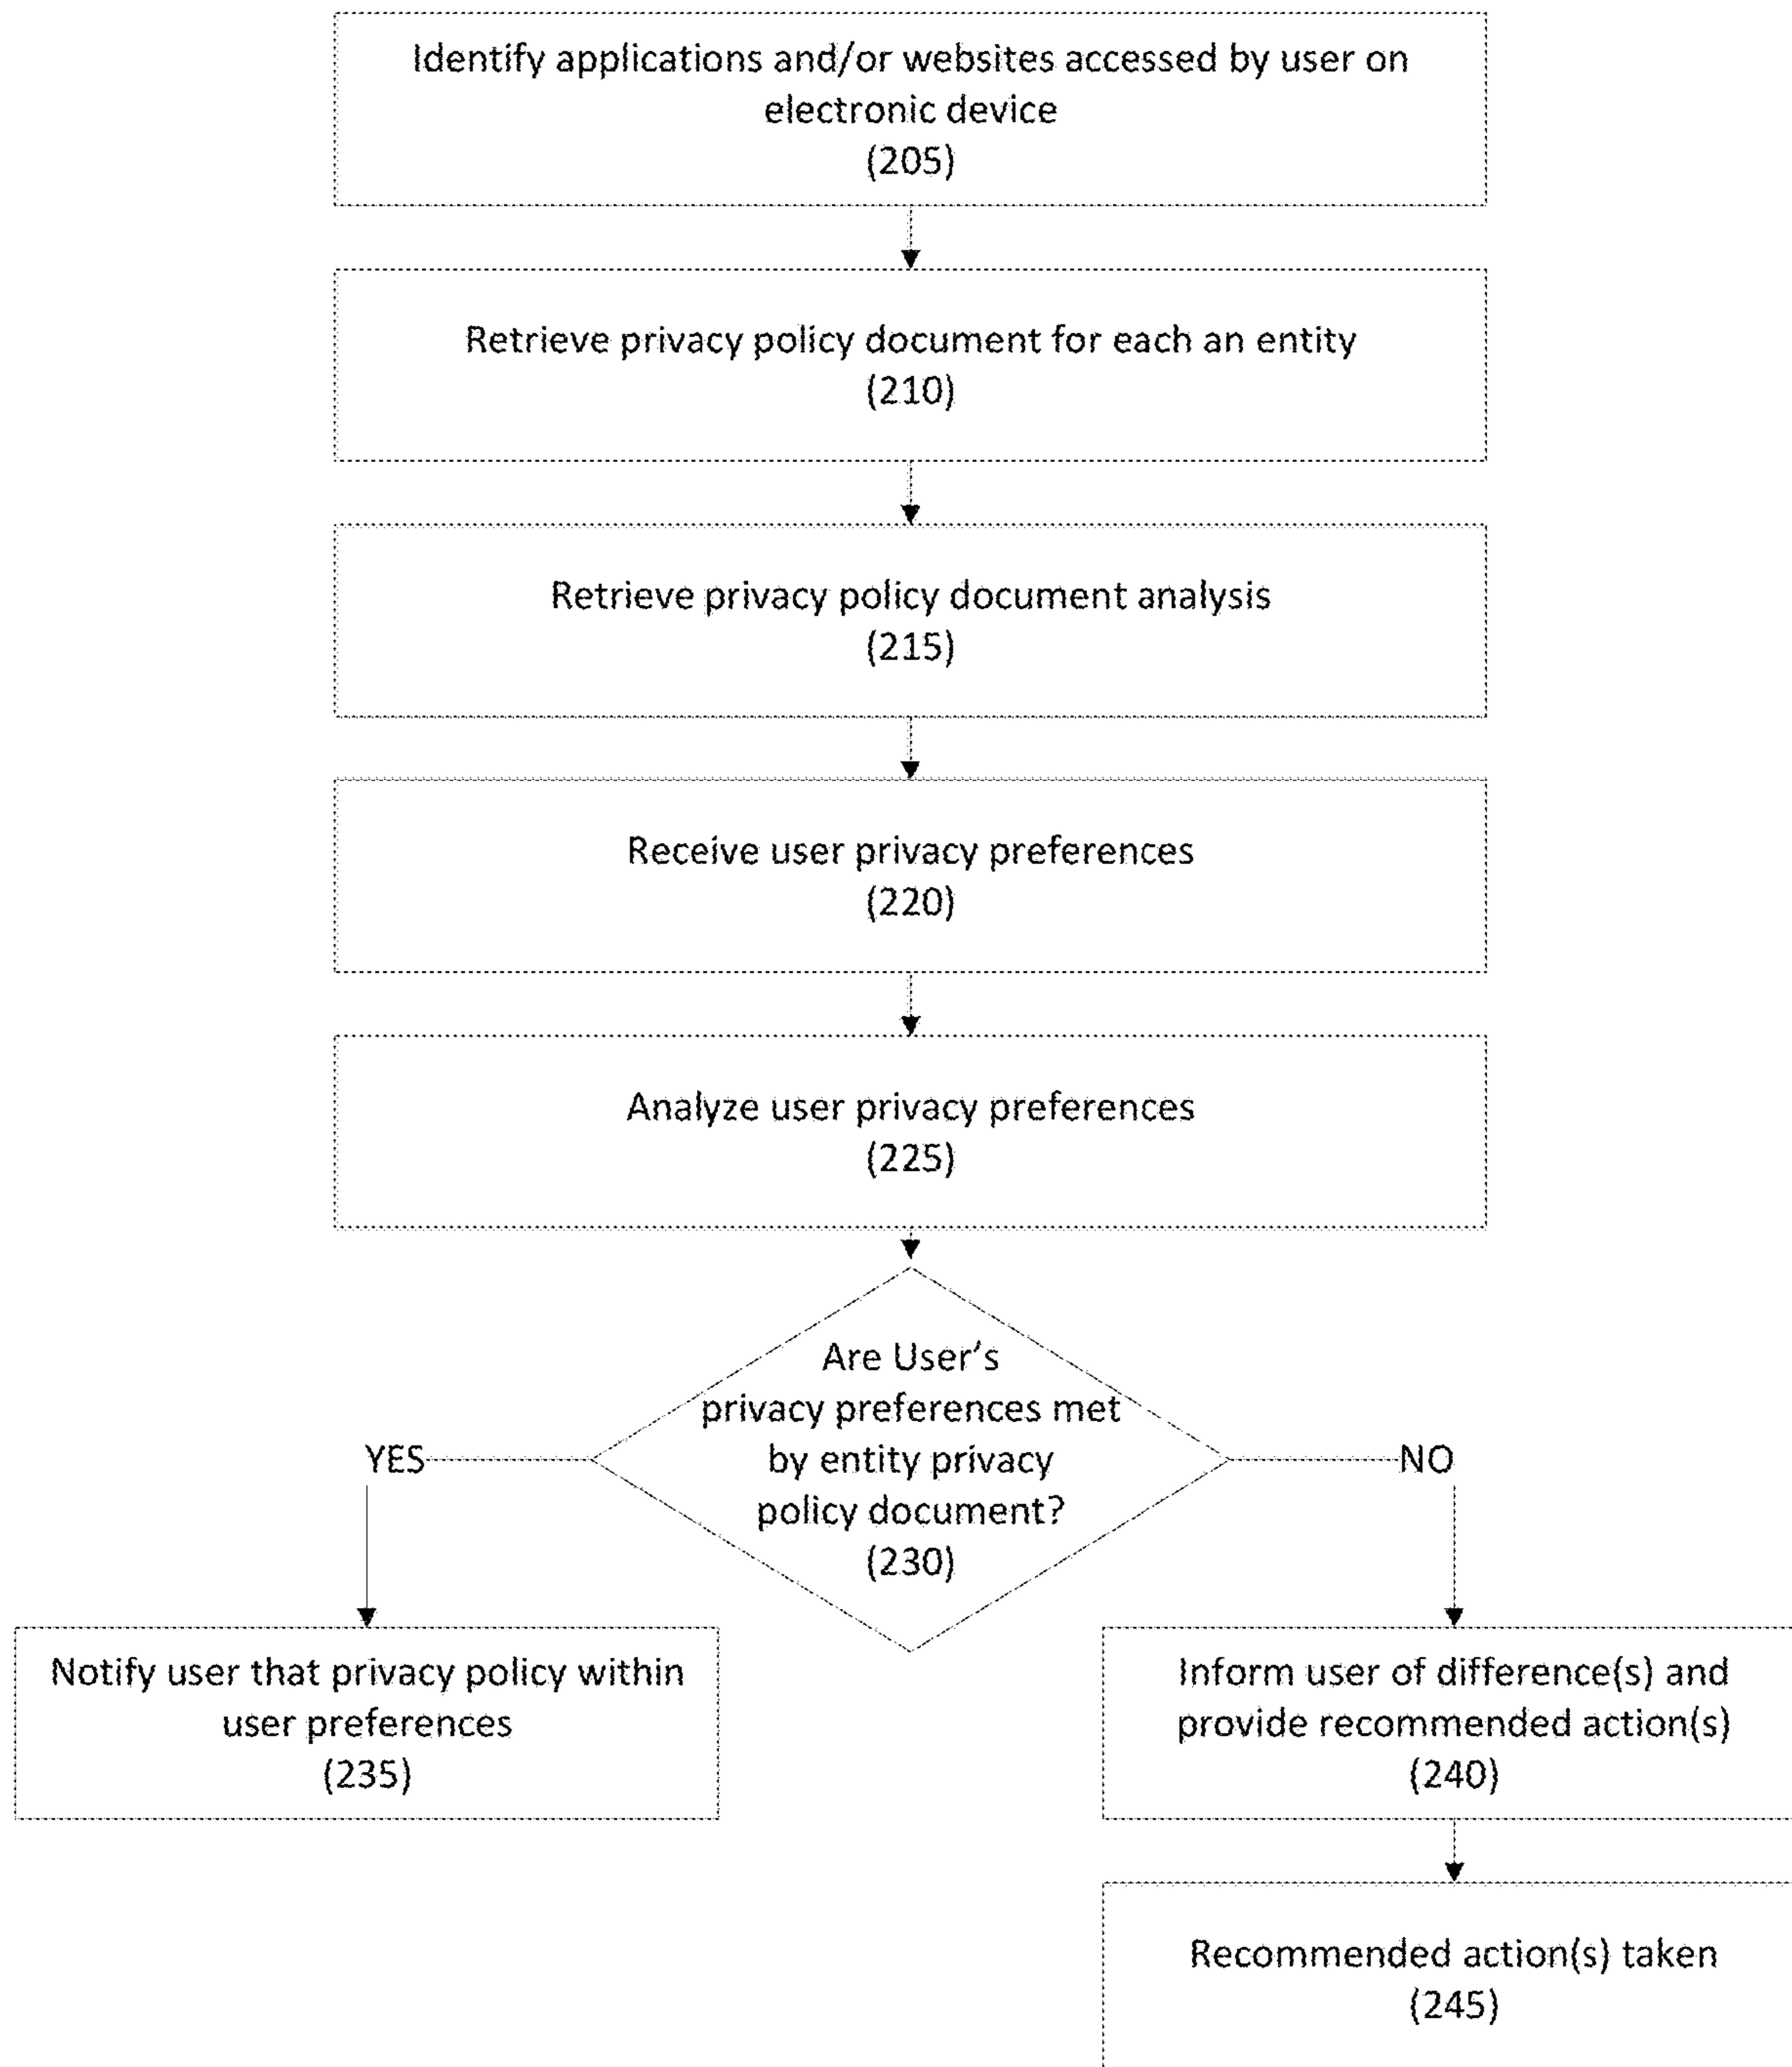 Identify applications and/or websites accessed by user on
electronic device
(205)
Retrieve privacy policy document for each an entity
(210)
Retrieve privacy policy document analysis
(215)
Receive user privacy preferences
(220)
Analyze user privacy preferences
(225)
Are User's
privacy preferences met
by entity privacy
policy document?
(230)
YES
NO
Notify user that privacy policy within
user preferences
(235)
Inform user of difference(s) and
provide recommended action(s)
(240)
Recommended action(s) taken
(245)